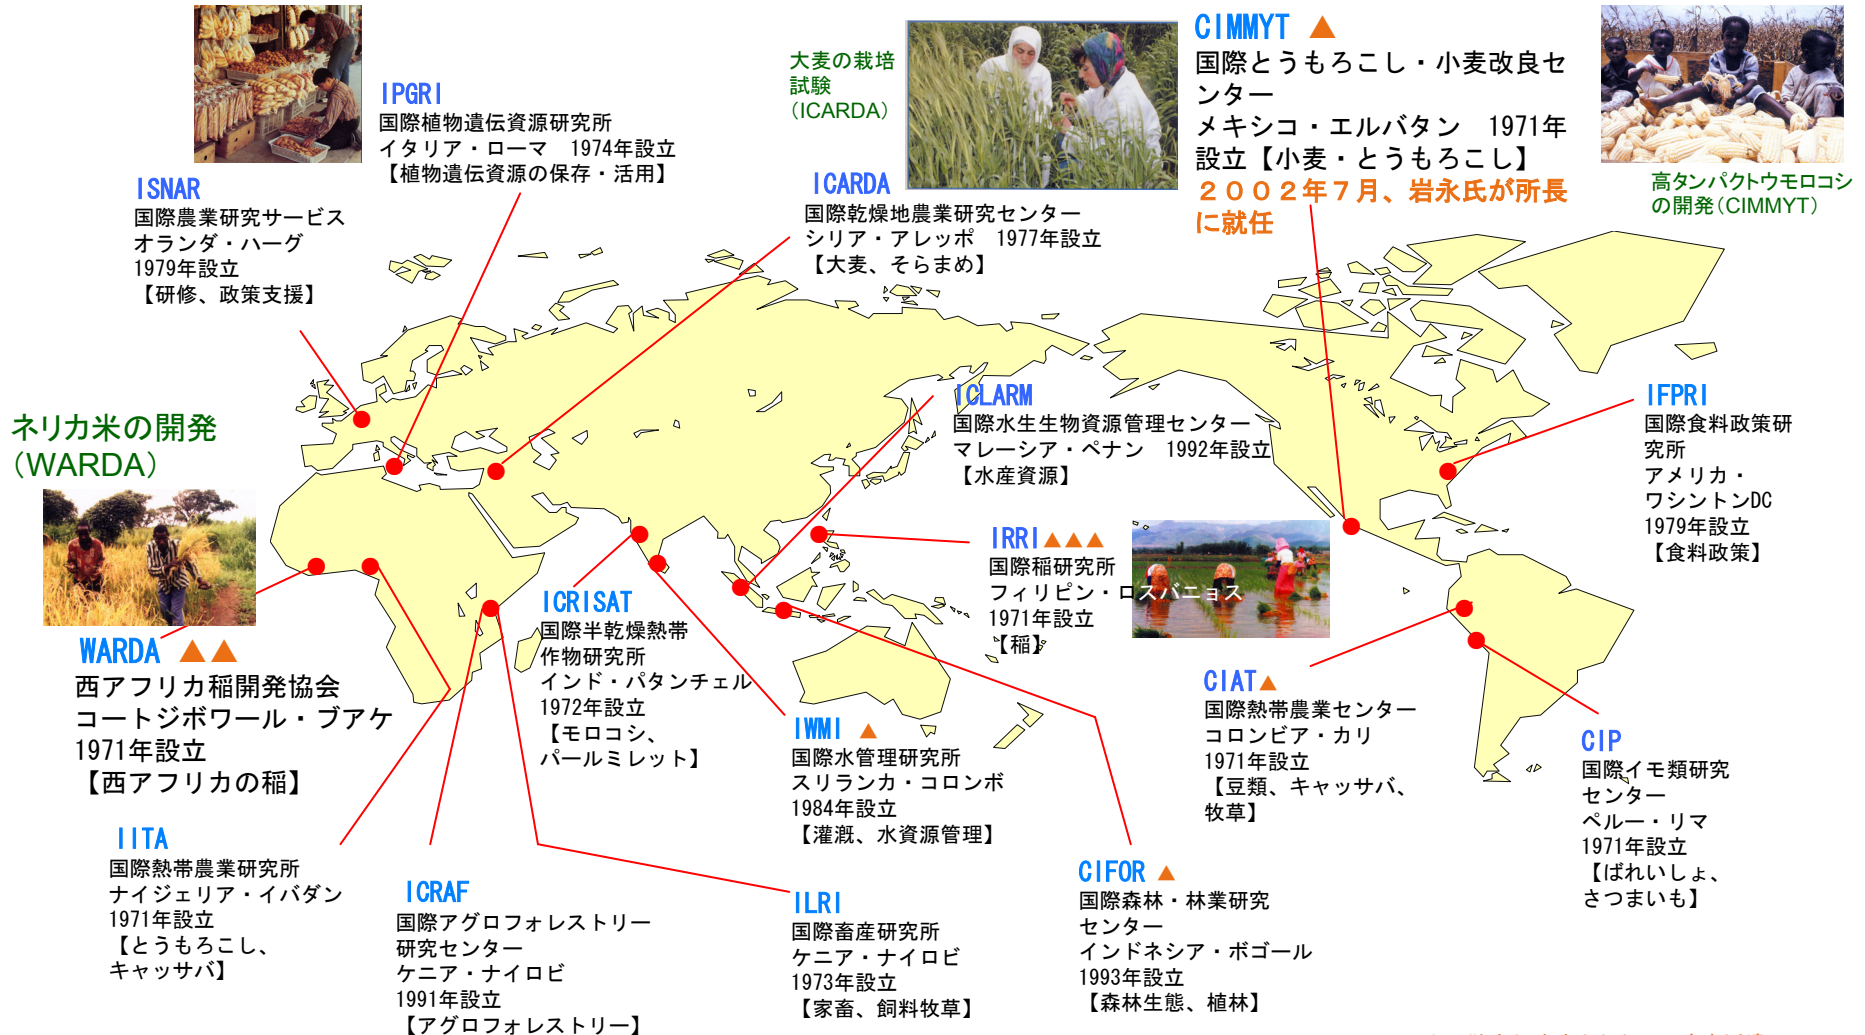 IPGRI
国際植物遺伝資源研究所
イタリア・ローマ　1974年設立
【植物遺伝資源の保存・活用】
大麦の栽培
試験
(ICARDA)
CIMMYT ▲
国際とうもろこし・小麦改良セ
ンター
メキシコ・エルバタン　1971年
設立【小麦・とうもろこし】
２００２年７月、岩永氏が所長
に就任
高タンパクトウモロコシ
の開発(CIMMYT)
ISNAR
国際農業研究サービス
オランダ・ハーグ
1979年設立
【研修、政策支援】
ICARDA
国際乾燥地農業研究センター
シリア・アレッポ　1977年設立
【大麦、そらまめ】
ネリカ米の開発
(WARDA)
ICLARM
国際水生生物資源管理センター
マレーシア・ペナン　1992年設立
【水産資源】
IFPRI
国際食料政策研
究所
アメリカ・
ワシントンDC
1979年設立
【食料政策】
IRRI▲▲▲
国際稲研究所
フィリピン・ロスバニョス
1971年設立
【稲】
WARDA ▲▲
西アフリカ稲開発協会
コートジボワール・ブアケ
1971年設立
【西アフリカの稲】
ICRISAT
国際半乾燥熱帯
作物研究所
インド・パタンチェル
1972年設立
【モロコシ、
パールミレット】
IWMI ▲
国際水管理研究所
スリランカ・コロンボ
1984年設立
【灌漑、水資源管理】
CIAT▲
国際熱帯農業センター
コロンビア・カリ
1971年設立
【豆類、キャッサバ、
牧草】
CIP
国際イモ類研究
センター
ペルー・リマ
1971年設立
【ばれいしょ、
さつまいも】
IITA
国際熱帯農業研究所
ナイジェリア・イバダン
1971年設立
【とうもろこし、
キャッサバ】
ICRAF
国際アグロフォレストリー
研究センター
ケニア・ナイロビ
1991年設立
【アグロフォレストリー】
ILRI
国際畜産研究所
ケニア・ナイロビ
1973年設立
【家畜、飼料牧草】
CIFOR ▲
国際森林・林業研究
センター
インドネシア・ボゴール
1993年設立
【森林生態、植林】